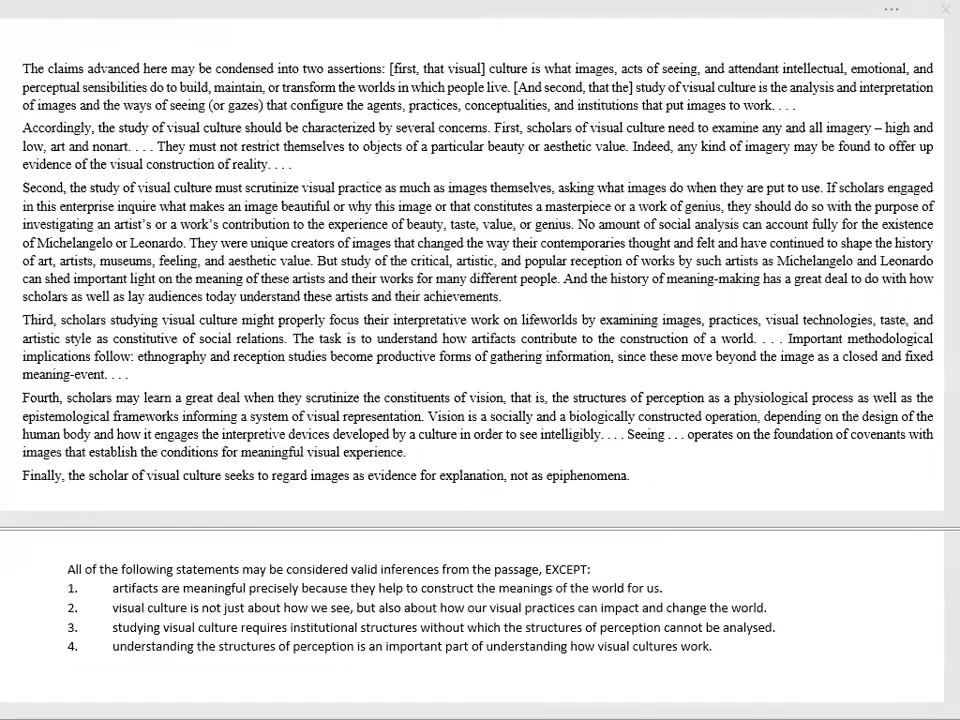 The claims advanced here may be condensed into two assertions: [first, that visual] culture is what images, acts of seeing, and attendant intellectual, emotional, and
perceptual sensibilities do to build, maintain, or transform the worlds in which people live. [And second, that the] study of visual culture is the analysis and interpretation
of images and the ways of seeing (or gazes) that configure the agents, practices, conceptualities, and institutions that put images to work. . . .
Accordingly, the study of visual culture should be characterized by several concerns. First, scholars of visual culture need to examine any and all imagery – high and
low, art and nonart. . . . They must not restrict themselves to objects of a particular beauty or aesthetic value. Indeed, any kind of imagery may be found to offer up
evidence of the visual construction of reality. . . .
Second, the study of visual culture must scrutinize visual practice as much as images themselves, asking what images do when they are put to use. If scholars engaged
in this enterprise inquire what makes an image beautiful or why this image or that constitutes a masterpiece or a work of genius, they should do so with the purpose of
investigating an artist's or a work's contribution to the experience of beauty, taste, value, or genius. No amount of social analysis can account fully for the existence
of Michelangelo or Leonardo. They were unique creators of images that changed the way their contemporaries thought and felt and have continued to shape the history
of art, artists, museums, feeling, and aesthetic value. But study of the critical, artistic, and popular reception of works by such artists as Michelangelo and Leonardo
can shed important light on the meaning of these artists and their works for many different people. And the history of meaning-making has a great deal to do with how
scholars as well as lay audiences today understand these artists and their achievements.
Third, scholars studying visual culture might properly focus their interpretative work on lifeworlds by examining images, practices, visual technologies, taste, and
artistic style as constitutive of social relations. The task is to understand how artifacts contribute to the construction of a world. . . . Important methodological
implications follow: ethnography and reception studies become productive forms of gathering information, since these move beyond the image as a closed and fixed
meaning-event. . . .
Fourth, scholars may learn a great deal when they scrutinize the constituents of vision, that is, the structures of perception as a physiological process as well as the
epistemological frameworks informing a system of visual representation. Vision is a socially and a biologically constructed operation, depending on the design of the
human body and how it engages the interpretive devices developed by a culture in order to see intelligibly. . . . Seeing . . . operates on the foundation of covenants with
images that establish the conditions for meaningful visual experience.
Finally, the scholar of visual culture seeks to regard images as evidence for explanation, not as epiphenomena.
All of the following statements may be considered valid inferences from the passage, EXCEPT:
1. artifacts are meaningful precisely because they help to construct the meanings of the world for us.
2. visual culture is not just about how we see, but also about how our visual practices can impact and change the world.
3. studying visual culture requires institutional structures without which the structures of perception cannot be analysed.
4. understanding the structures of perception is an important part of understanding how visual cultures work.